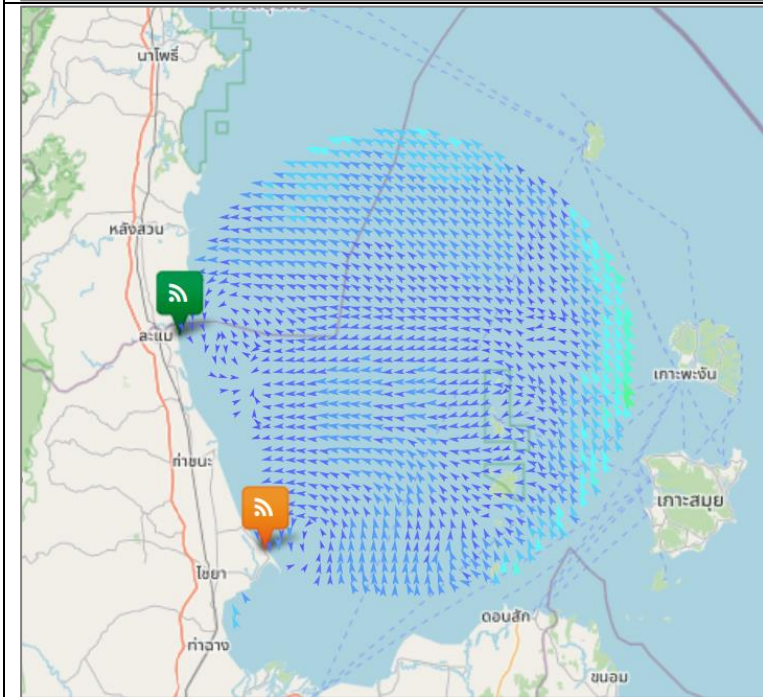 นาโพธิ์
หลังสวน
ละแม
เกาะพะงัน
ท่าชนะ
เกาะสมุย
ไชยา
ดอนสัก
ท่าฉาง
ขนอม